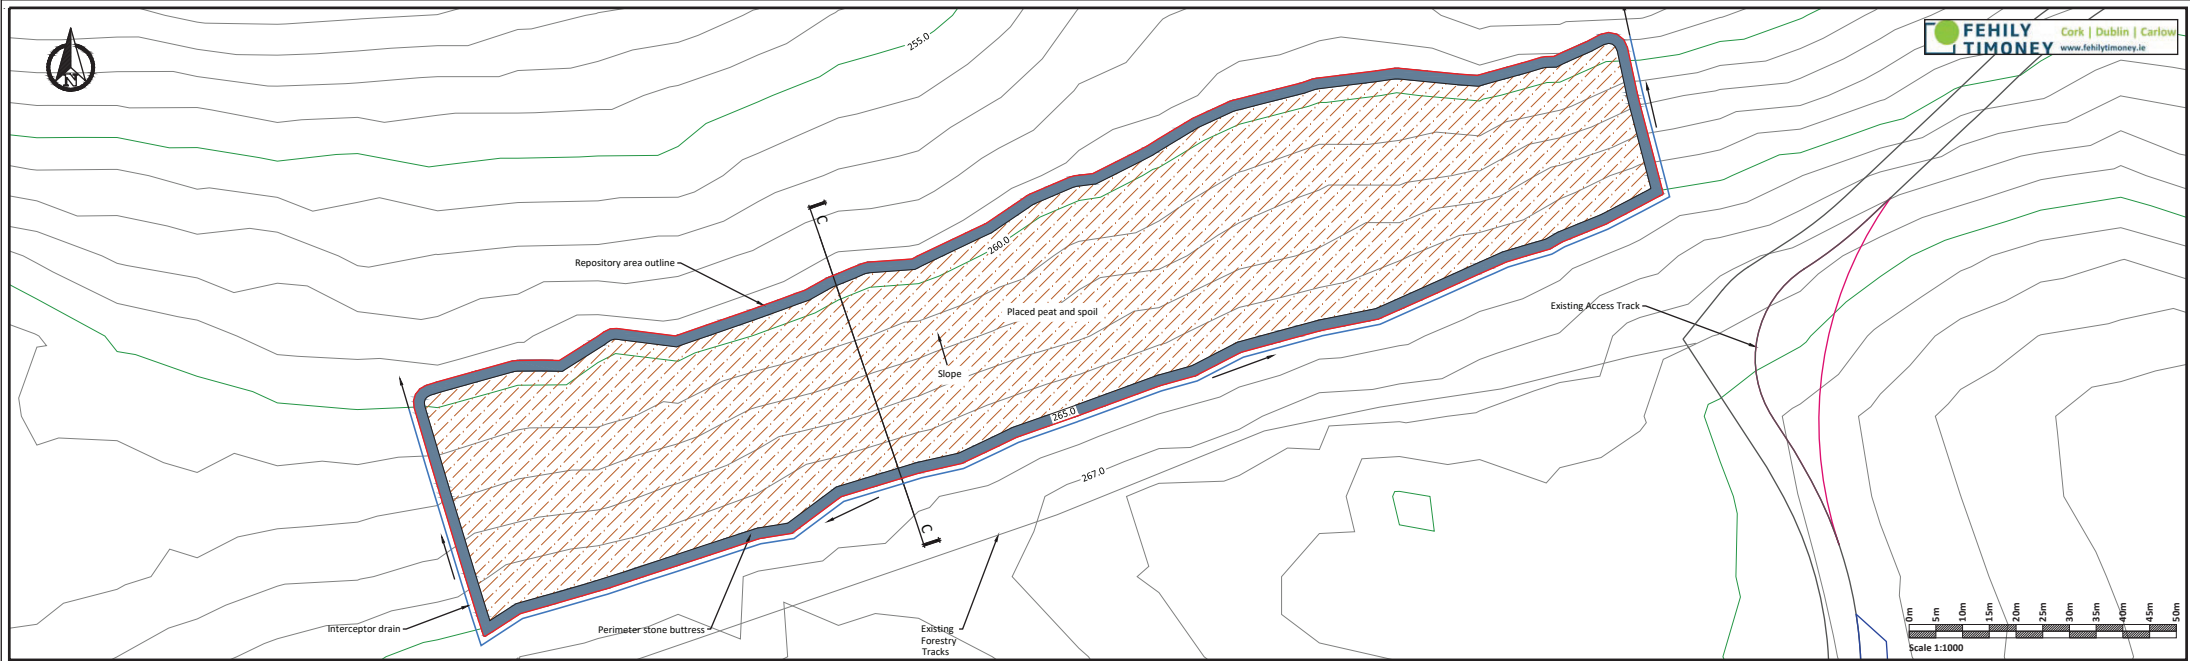 N
255.0
FEHILY
TIMONEY
Cork | Dublin | Carlow
www.fehilytimoney.ie
C
Repository area outline
260.0
Placed peat and spoil
Existing Access Track
Slope
265.0
267.0
C
Interceptor drain
Perimeter stone buttress
Existing
Forestry
Tracks
0m 5m 10m 15m 20m 25m 30m 35m 40m 45m 50m
Scale 1:1000